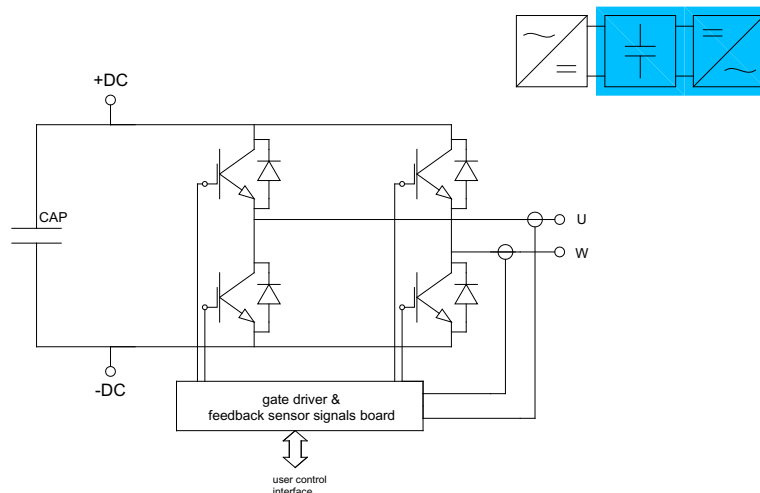 +DC
CAP
U
W
-DC
gate driver &
feedback sensor signals board
user control
interface